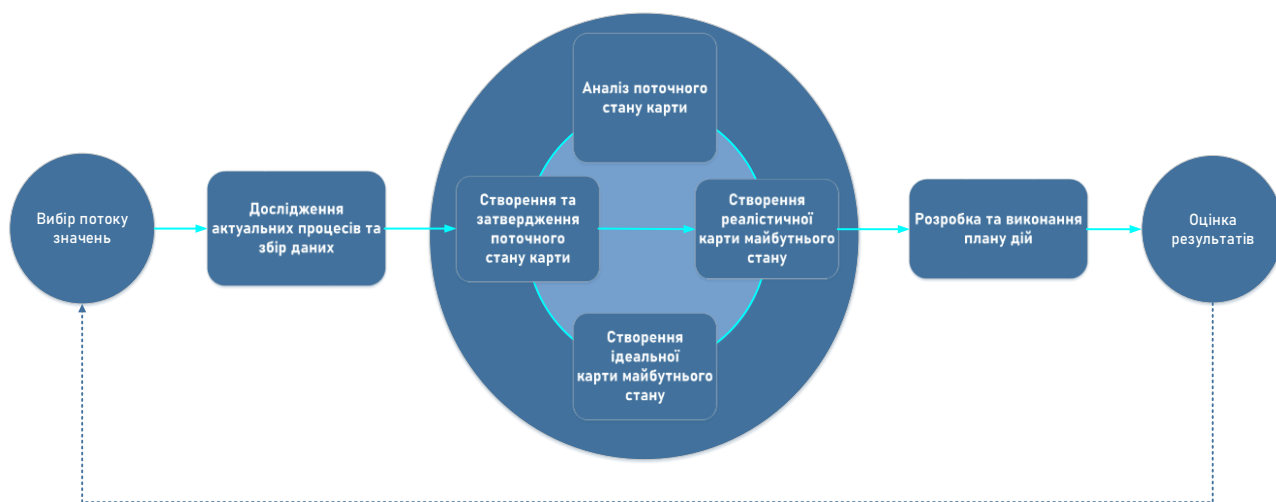 Вибір потоку
значень
Дослідження
актуальних процесів та
збір даних
Аналіз поточного
стану карти
Створення та
затвердження
поточного
стану карти
Створення
реалістичної
карти майбутнього
стану
Створення
ідеальної
карти майбутнього
стану
Розробка та виконання
плану дій
Оцінка
результатів